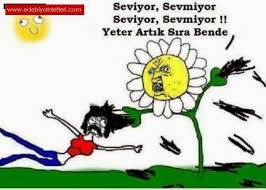 www.edebiyatdefteri.com
Seviyor, Sevmiyor
Seviyor, Sevmiyor !!
Yeter Artık Sıra Bende